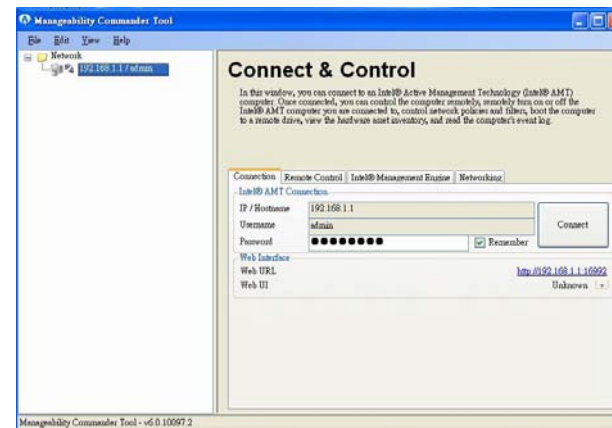 Manageability Commander Tool
File Edit View Help
Network
192.168.1.1 / admin
Connect & Control
In this window, you can connect to an Intel® Active Management Technology (Intel® AMT)
computer. Once connected, you can control the computer remotely, remotely turn on or off the
Intel® AMT computer you are connected to, control network policies and filters, boot the computer
to a remote drive, view the hardware asset inventory, and read the computer's event log.
Connection Remote Control Intel® Management Engine Networking
Intel® AMT Connection
IP / Hostname 192.168.1.1
Username admin
Connect
Password ●●●●●●●● Remember
Web Interface
Web URL http://192.168.1.1:16992
Web UI Unknown
Manageability Commander Tool - v6.0.10097.2